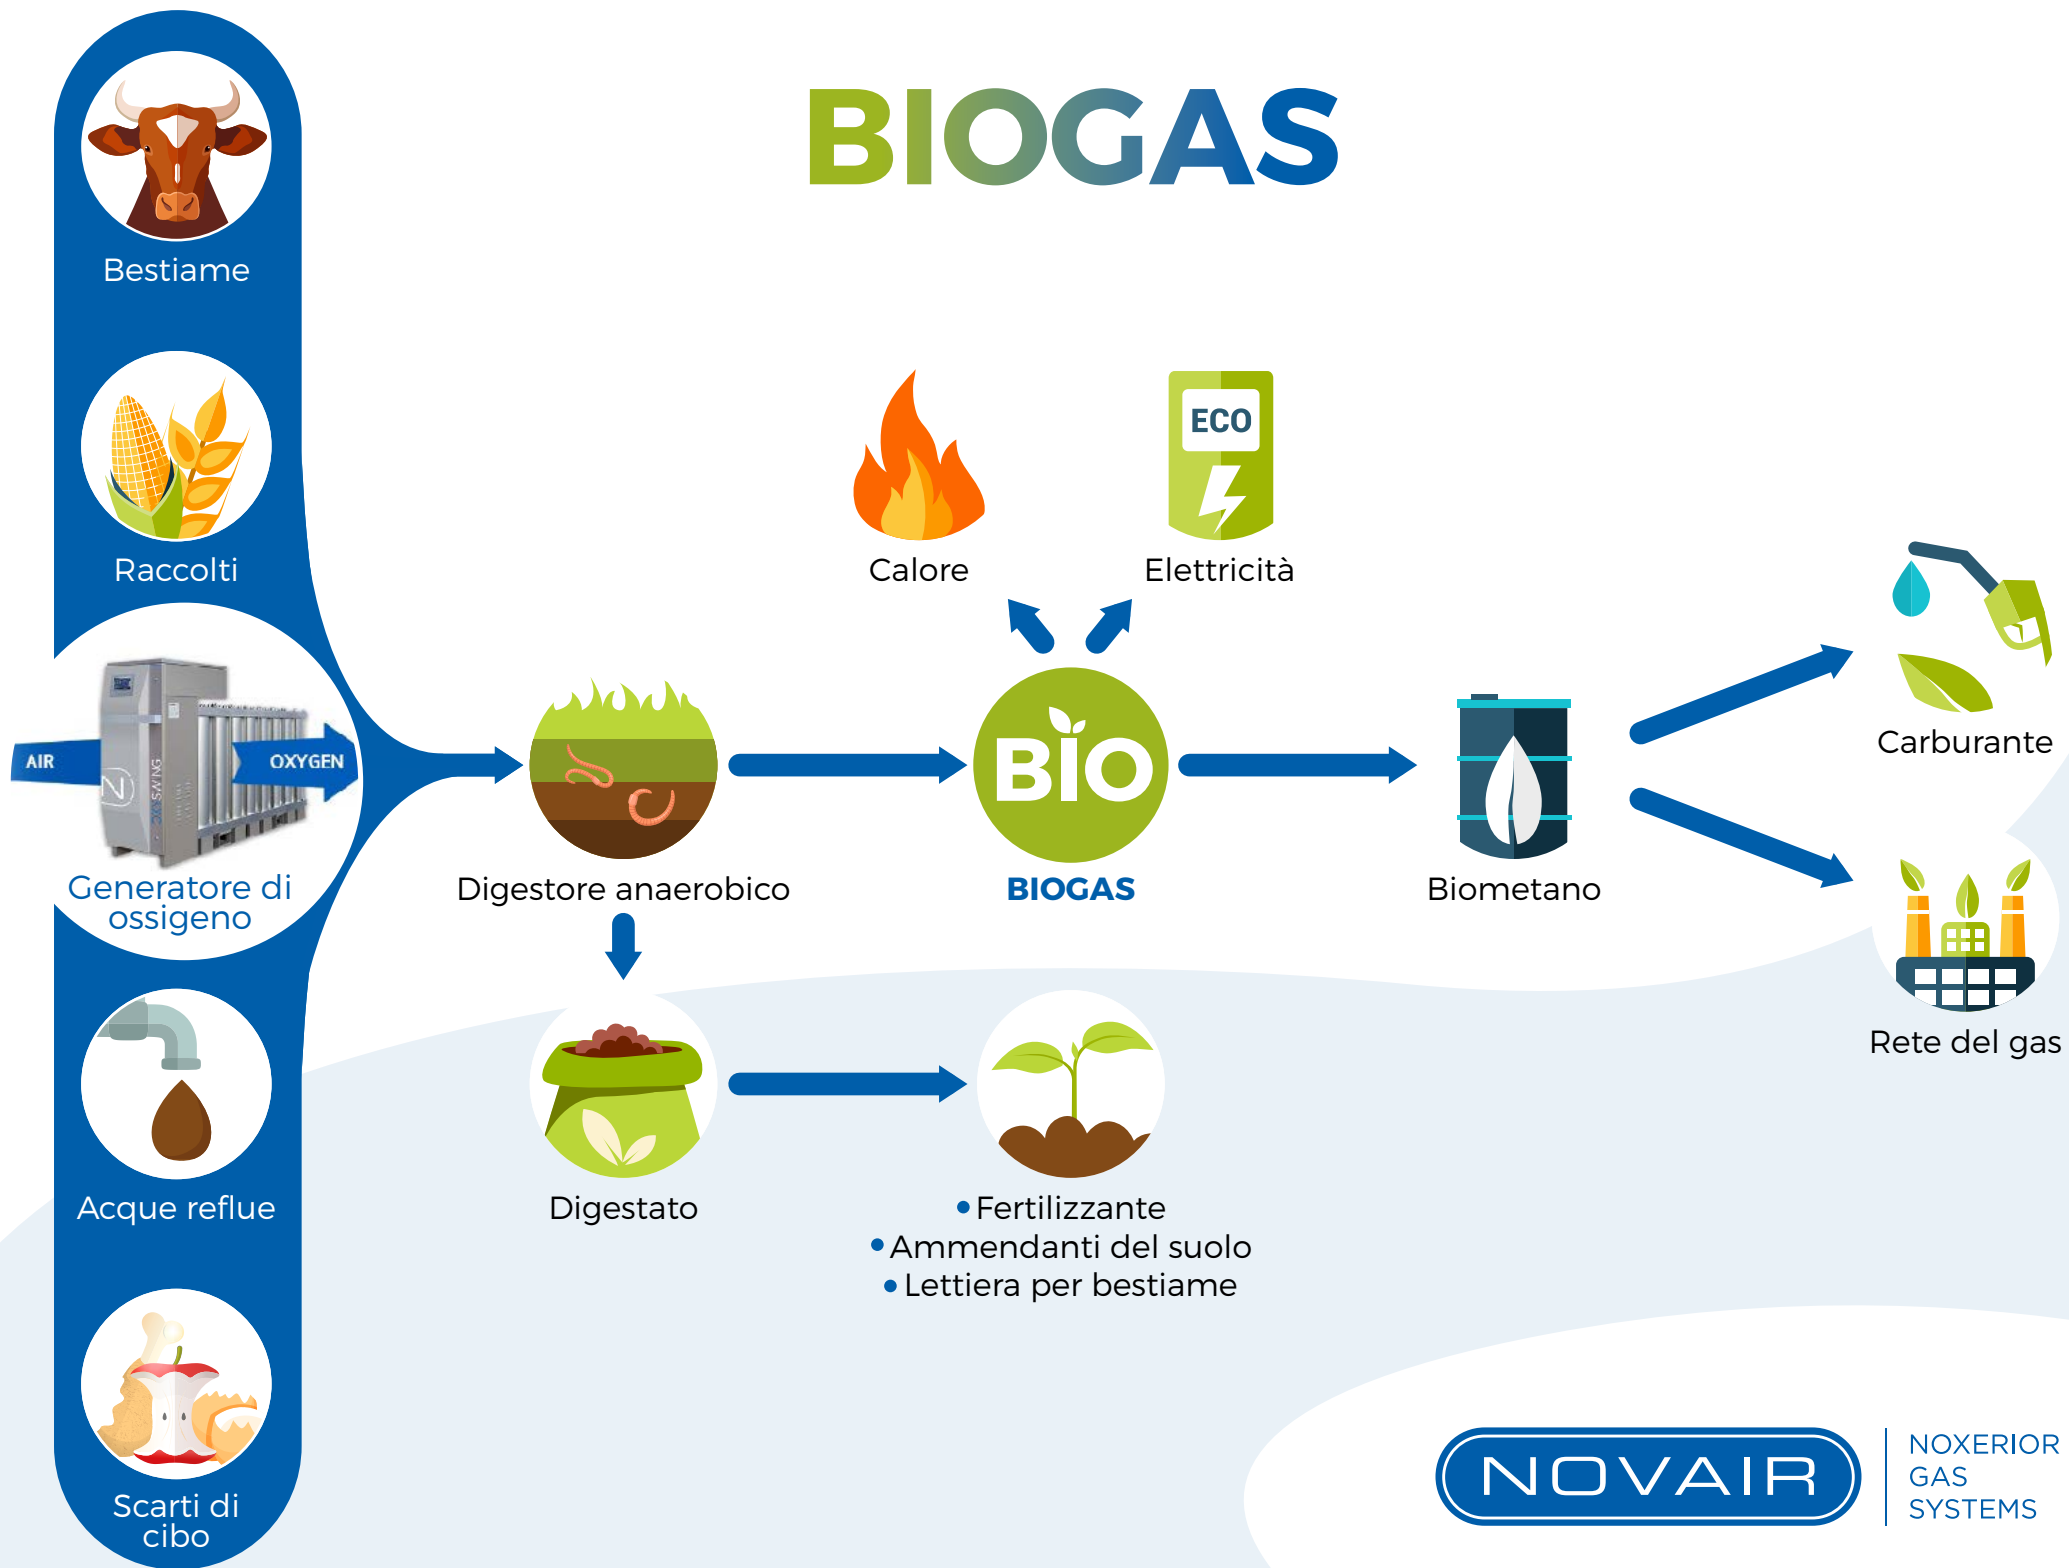 BIOGAS
Bestiame
Raccolti
AIR
OXYGEN
N
Generatore di
ossigeno
Acque reflue
Scarti di
cibo
Digestore anaerobico
Calore
ECO
Elettricità
BIO
BIOGAS
Biometano
Carburante
Rete del gas
Digestato
• Fertilizzante
• Ammendanti del suolo
• Lettiera per bestiame
NOVAIR
NOXERIOR
GAS
SYSTEMS